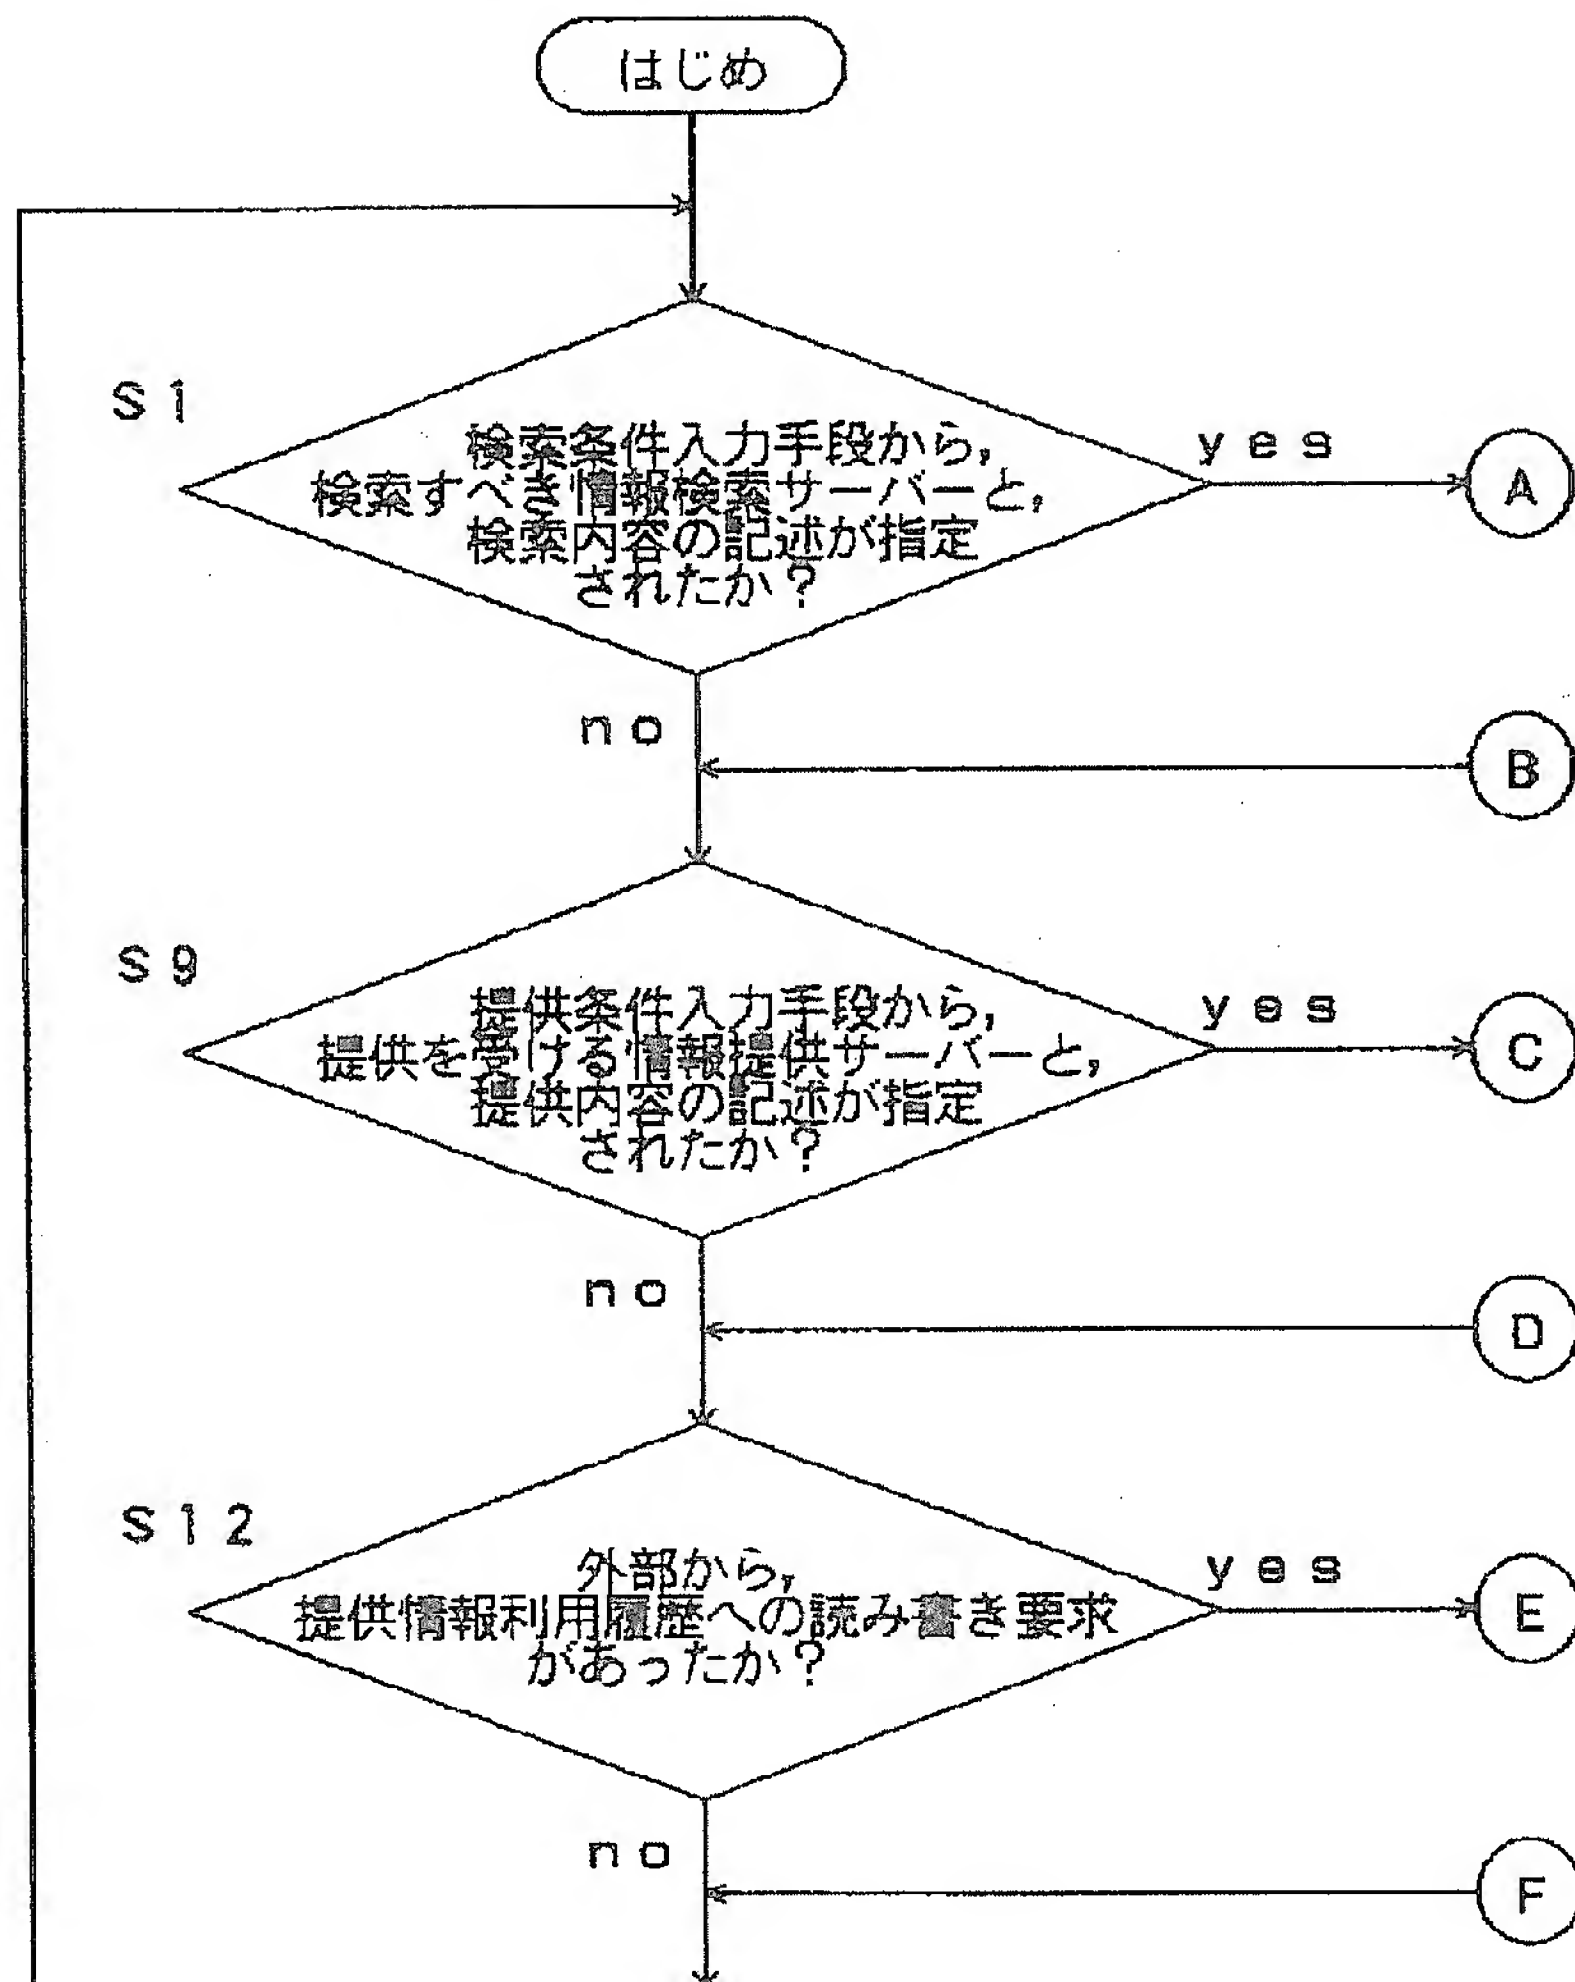 はじめ
S1
検索条件入力手段から,
検索すべき情報検索サーバーと,
検索内容の記述が指定
されたか?
yes
A
no
B
S9
提供条件入力手段から,
提供を受ける情報提供サーバーと,
提供内容の記述が指定
されたか?
yes
C
no
D
S12
外部から,
提供情報利用履歴への読み書き要求
があったか?
yes
E
no
F